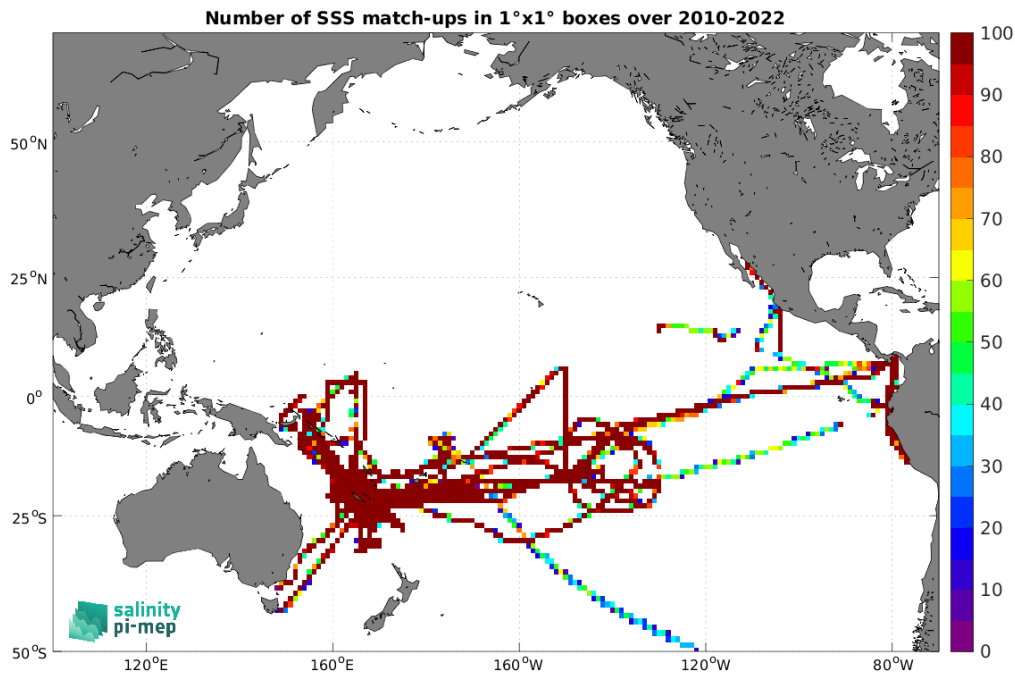 Number of SSS match-ups in 1°x1° boxes over 2010-2022
100
90
80
70
60
50
40
30
20
10
0
50°N
25°N
0°
25°S
50°S
120°E
160°E
160°W
120°W
80°W
salinity
pi-mep